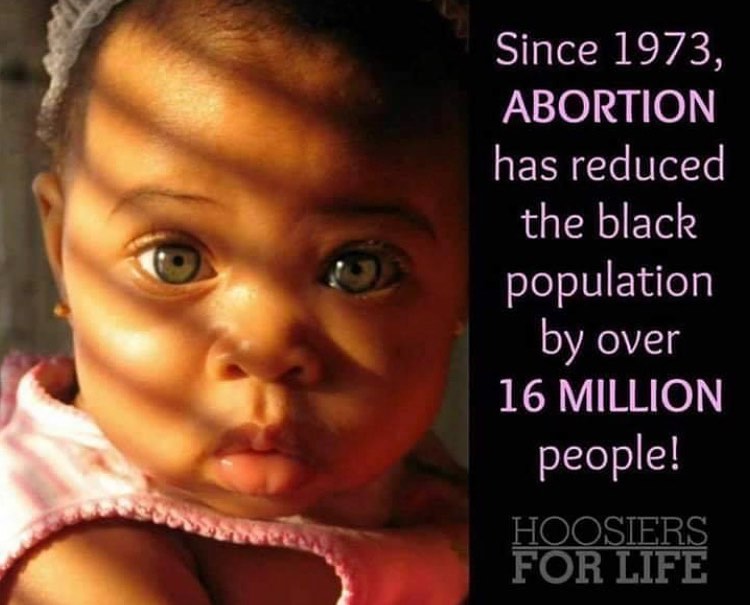 Since 1973,
ABORTION
has reduced
the black
population
by over
16 MILLION
people!
HOOSIERS
FOR LIFE